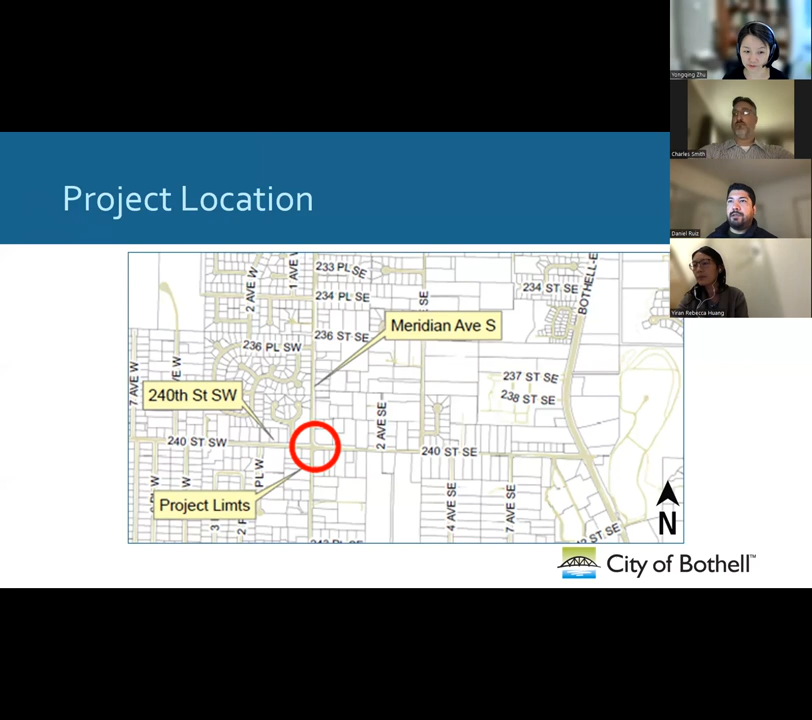 Project Location
233 PL SE
1 AVE W
2 AVE W
234 PL SE
234 ST SE
BOTHELL-E
SE
Meridian Ave S
236 ST SE
236 PL SW
7 AVE W
VE W
237 ST SE
238 ST SE
240th St SW
2 AVE SE
240 ST SW
240 ST SE
PL W
Project Limts
4 AVE SE
7 AVE SE
N
City of Bothell™
Yongqing Zhu
Charles Smith
Daniel Ruiz
Yiran Rebecca Huang